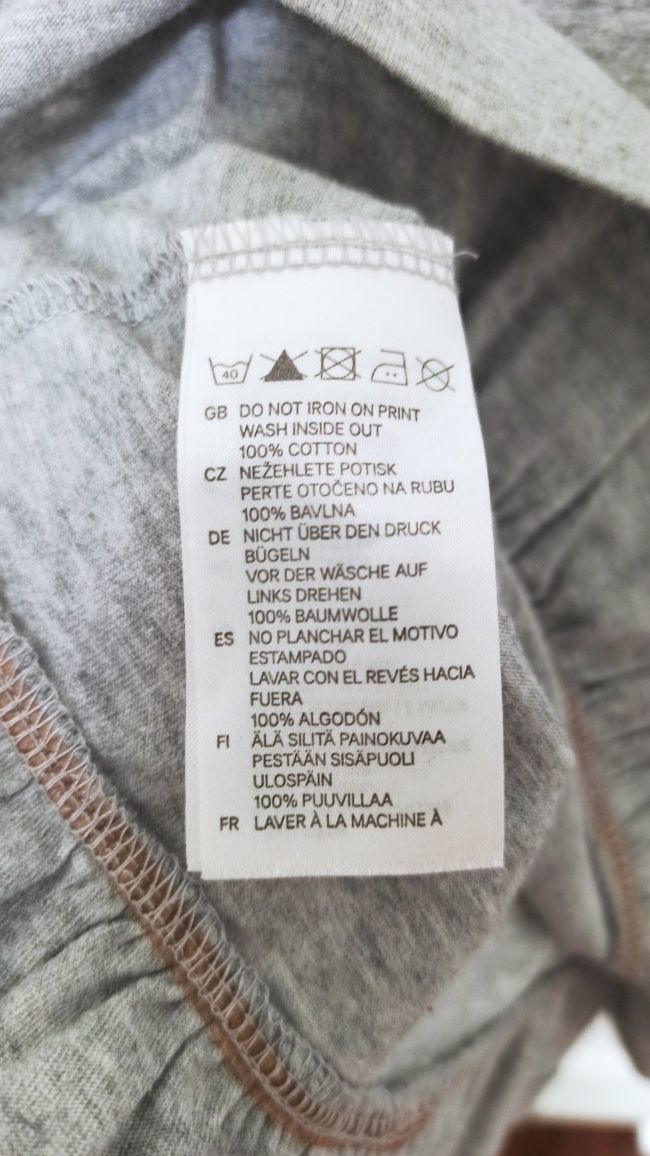 40
GB DO NOT IRON ON PRINT
WASH INSIDE OUT
100% COTTON
CZ NEŽEHLETE POTISK
PERTE OTOČENO NA RUBU
100% BAVLNA
DE NICHT ÜBER DEN DRUCK
BÜGELN
VOR DER WÄSCHE AUF
LINKS DREHEN
100% BAUMWOLLE
ES NO PLANCHAR EL MOTIVO
ESTAMPADO
LAVAR CON EL REVÉS HACIA
FUERA
100% ALGODÓN
FI ÄLÄ SILITÄ PAINOKUVAA
PESTÄÄN SISÄPUOLI
ULOSPÄIN
100% PUUVILLAA
FR LAVER À LA MACHINE À